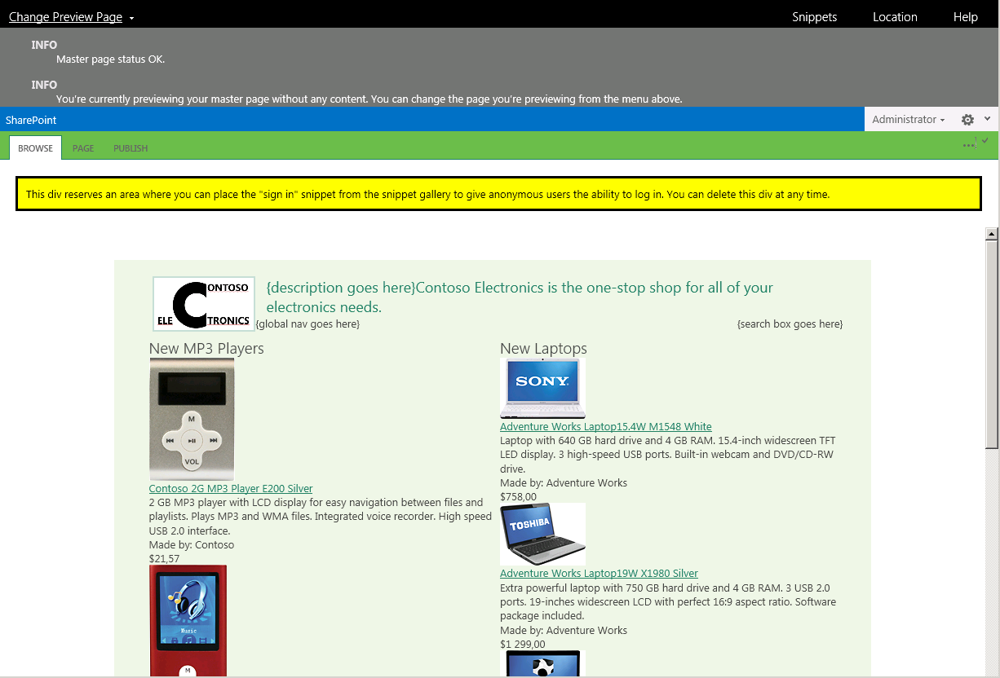 Change Preview Page
Snippets
Location
Help
INFO
Master page status OK.
INFO
You're currently previewing your master page without any content. You can change the page you're previewing from the menu above.
SharePoint
Administrator
BROWSE
PAGE
PUBLISH
This div reserves an area where you can place the "sign in" snippet from the snippet gallery to give anonymous users the ability to log in. You can delete this div at any time.
CONTOSO
ELECTRONICS
{description goes here}Contoso Electronics is the one-stop shop for all of your
electronics needs.
{global nav goes here}
{search box goes here}
New MP3 Players
M
VOL
Contoso 2G MP3 Player E200 Silver
2 GB MP3 player with LCD display for easy navigation between files and
playlists. Plays MP3 and WMA files. Integrated voice recorder. High speed
USB 2.0 interface.
Made by: Contoso
$21,57
Music
M
New Laptops
SONY
Adventure Works Laptop15.4W M1548 White
Laptop with 640 GB hard drive and 4 GB RAM. 15.4-inch widescreen TFT
LED display. 3 high-speed USB ports. Built-in webcam and DVD/CD-RW
drive.
Made by: Adventure Works
$758,00
TOSHIBA
Adventure Works Laptop19W X1980 Silver
Extra powerful laptop with 750 GB hard drive and 4 GB RAM. 3 USB 2.0
ports. 19-inches widescreen LCD with perfect 16:9 aspect ratio. Software
package included.
Made by: Adventure Works
$1 299,00